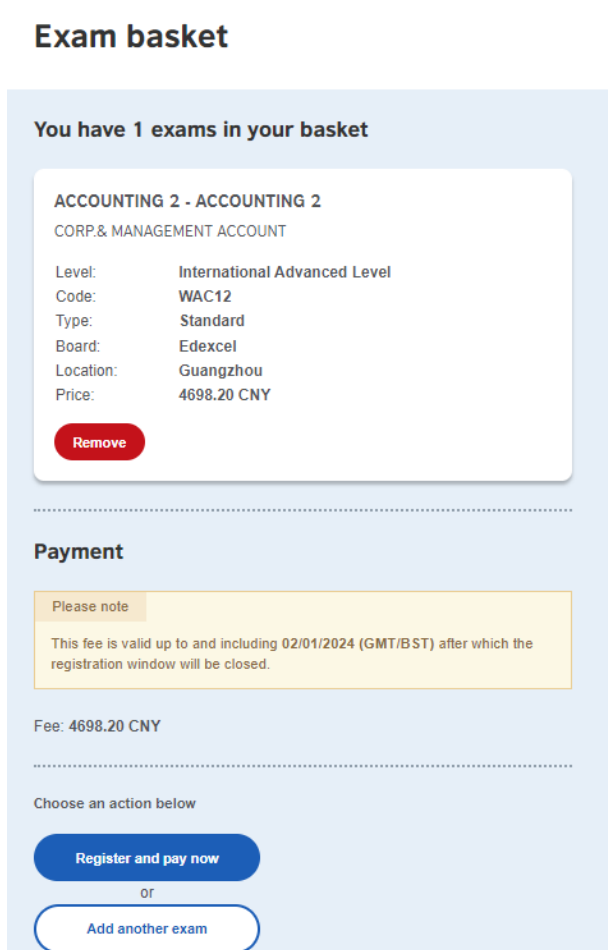 Exam basket
You have 1 exams in your basket
ACCOUNTING 2 - ACCOUNTING 2
CORP.& MANAGEMENT ACCOUNT
Level: International Advanced Level
Code: WAC12
Type: Standard
Board: Edexcel
Location: Guangzhou
Price: 4698.20 CNY
Remove
Payment
Please note
This fee is valid up to and including 02/01/2024 (GMT/BST) after which the
registration window will be closed.
Fee: 4698.20 CNY
Choose an action below
Register and pay now
or
Add another exam